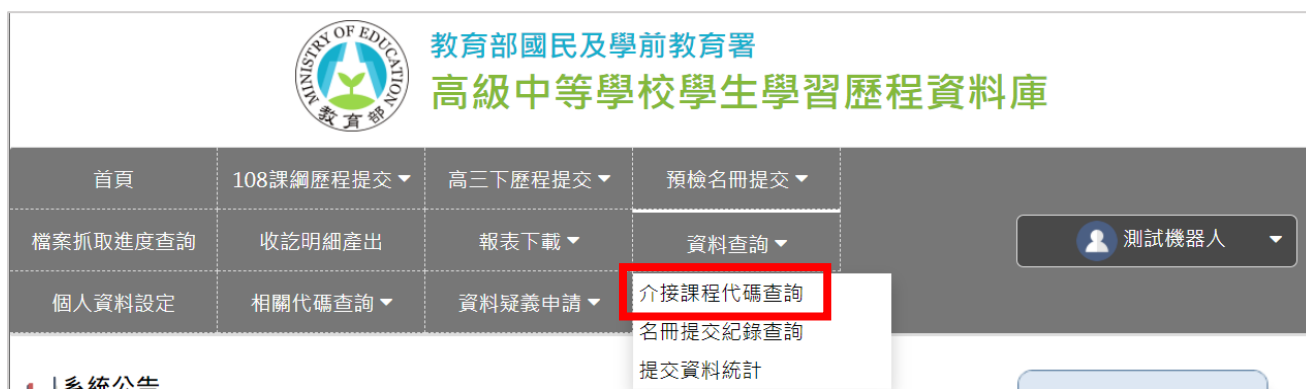 MINISTRY OF EDUCATION
教育部
教育部國民及學前教育署
高級中等學校學生學習歷程資料庫
首頁
108課綱歷程提交
高三下歷程提交
預檢名冊提交
檔案抓取進度查詢
收訖明細產出
報表下載
資料查詢
測試機器人
個人資料設定
相關代碼查詢
資料疑義申請
介接課程代碼查詢
名冊提交紀錄查詢
提交資料統計
系統公告